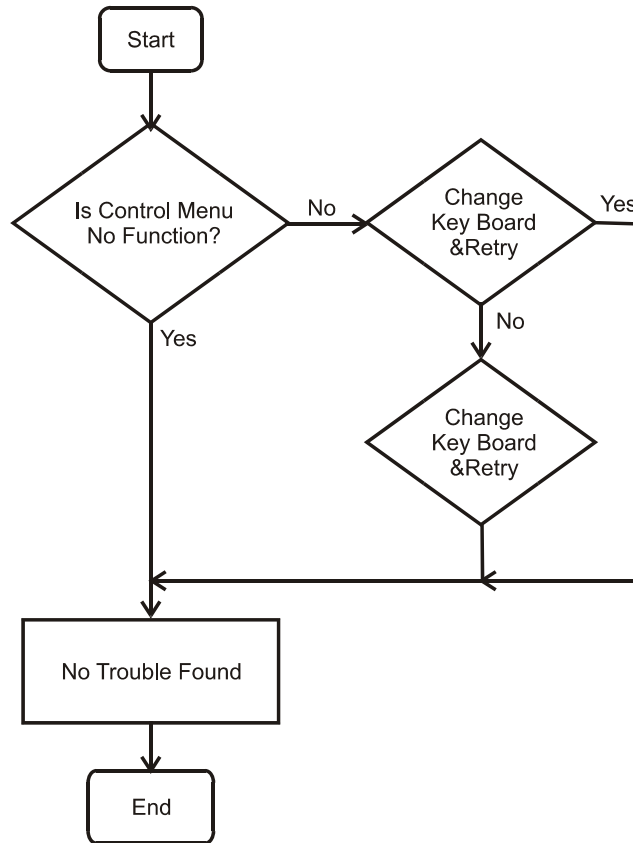 Start
Is Control Menu
No Function?
No
Change
Key Board
&Retry
Yes
Yes
No
Change
Key Board
&Retry
No Trouble Found
End